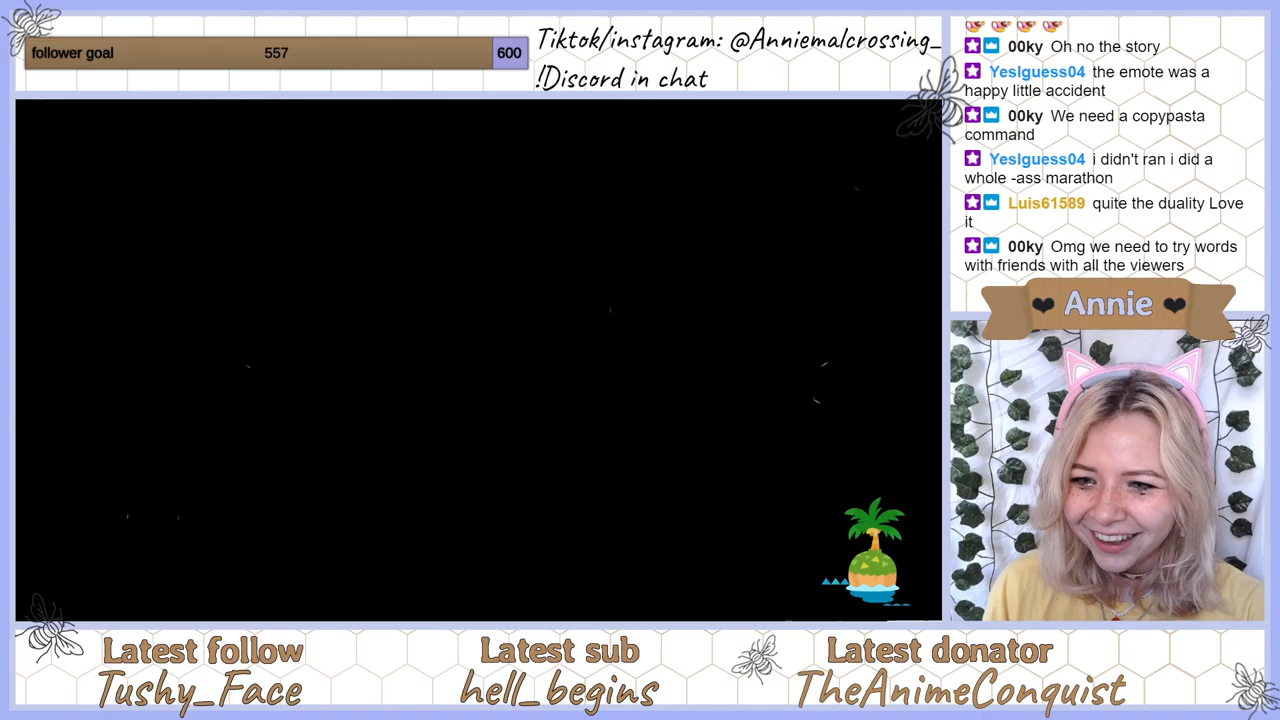 follower goal 557 600
Tiktok/instagram: @Anniemalcrossing_
!Discord in chat
00ky Oh no the story
YesIguess04 the emote was a
happy little accident
00ky We need a copypasta
command
YesIguess04 i didn't ran i did a
whole -ass marathon
Luis61589 quite the duality Love
it
00ky Omg we need to try words
with friends with all the viewers
Annie
Latest follow
Tushy_Face
Latest sub
hell_begins
Latest donator
TheAnimeConquist